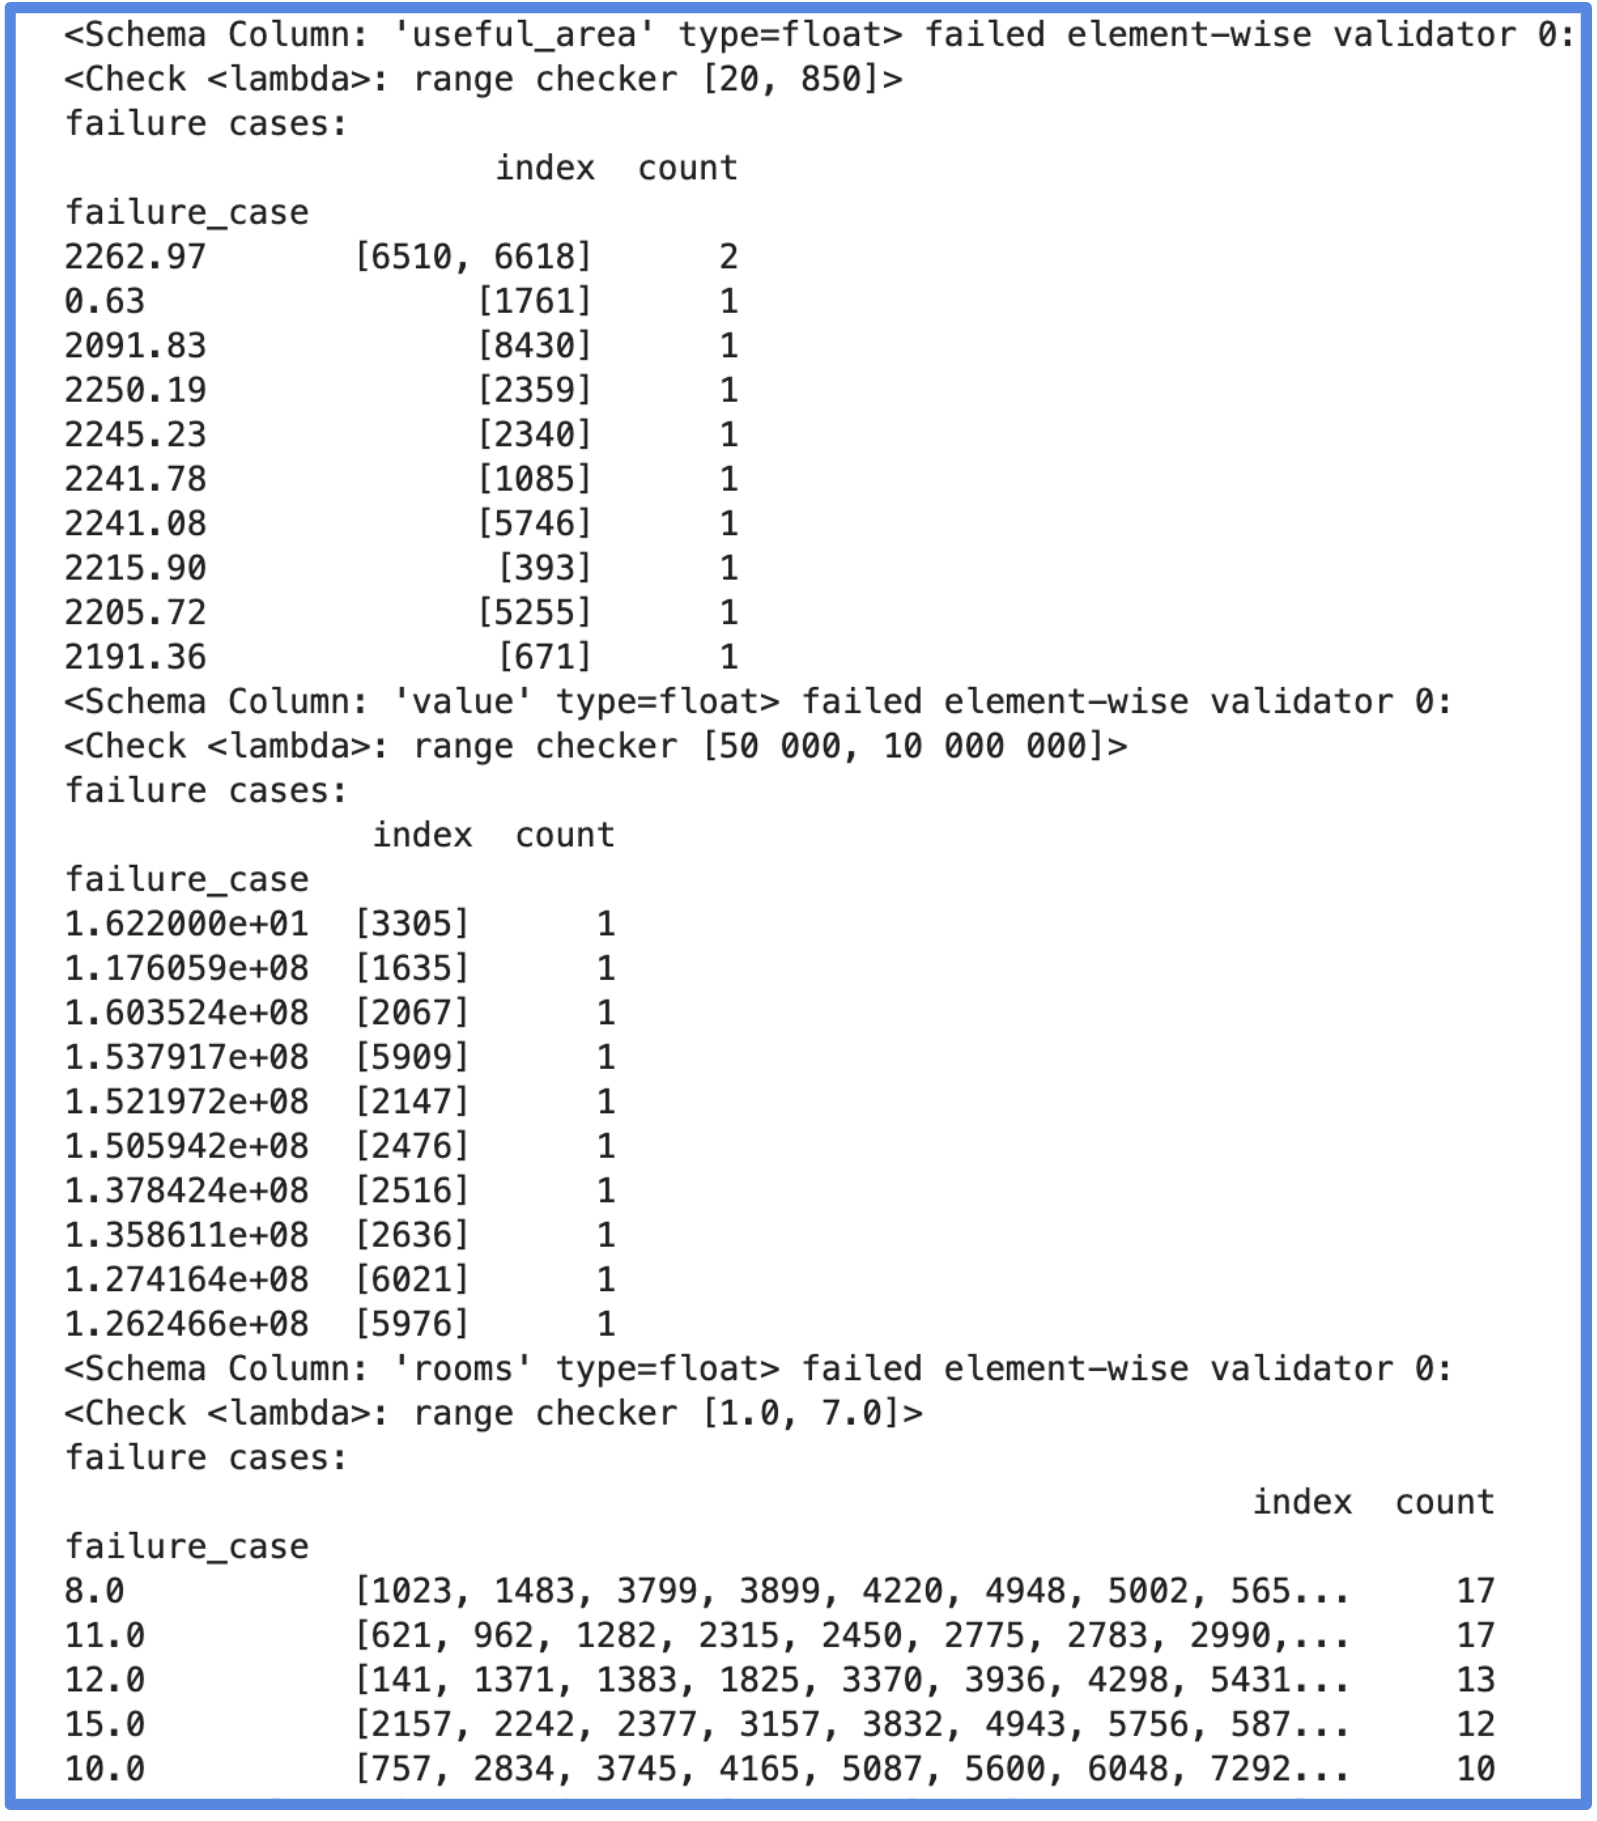 <Schema Column: 'useful_area' type=float> failed element-wise validator 0:
<Check <lambda>: range checker [20, 850]>
failure cases:
index count
failure_case
2262.97 [6510, 6618] 2
0.63 [1761] 1
2091.83 [8430] 1
2250.19 [2359] 1
2245.23 [2340] 1
2241.78 [1085] 1
2241.08 [5746] 1
2215.90 [393] 1
2205.72 [5255] 1
2191.36 [671] 1
<Schema Column: 'value' type=float> failed element-wise validator 0:
<Check <lambda>: range checker [50 000, 10 000 000]>
failure cases:
index count
failure_case
1.622000e+01 [3305] 1
1.176059e+08 [1635] 1
1.603524e+08 [2067] 1
1.537917e+08 [5909] 1
1.521972e+08 [2147] 1
1.505942e+08 [2476] 1
1.378424e+08 [2516] 1
1.358611e+08 [2636] 1
1.274164e+08 [6021] 1
1.262466e+08 [5976] 1
<Schema Column: 'rooms' type=float> failed element-wise validator 0:
<Check <lambda>: range checker [1.0, 7.0]>
failure cases:
index count
failure_case
8.0 [1023, 1483, 3799, 3899, 4220, 4948, 5002, 565... 17
11.0 [621, 962, 1282, 2315, 2450, 2775, 2783, 2990,... 17
12.0 [141, 1371, 1383, 1825, 3370, 3936, 4298, 5431... 13
15.0 [2157, 2242, 2377, 3157, 3832, 4943, 5756, 587... 12
10.0 [757, 2834, 3745, 4165, 5087, 5600, 6048, 7292... 10